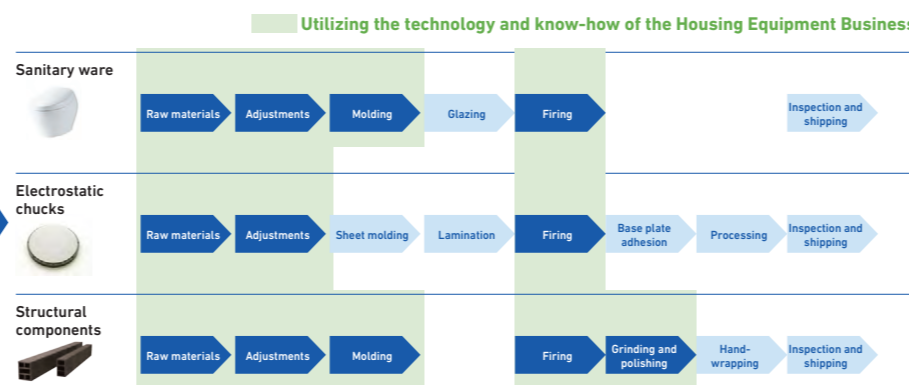 Utilizing the technology and know-how of the Housing Equipment Business
Sanitary ware
Raw materials
Adjustments
Molding
Glazing
Firing
Inspection and
shipping
Electrostatic
chucks
Raw materials
Adjustments
Sheet molding
Lamination
Firing
Base plate
adhesion
Processing
Inspection and
shipping
Structural
components
Raw materials
Adjustments
Molding
Firing
Grinding and
polishing
Hand-
wrapping
Inspection and
shipping